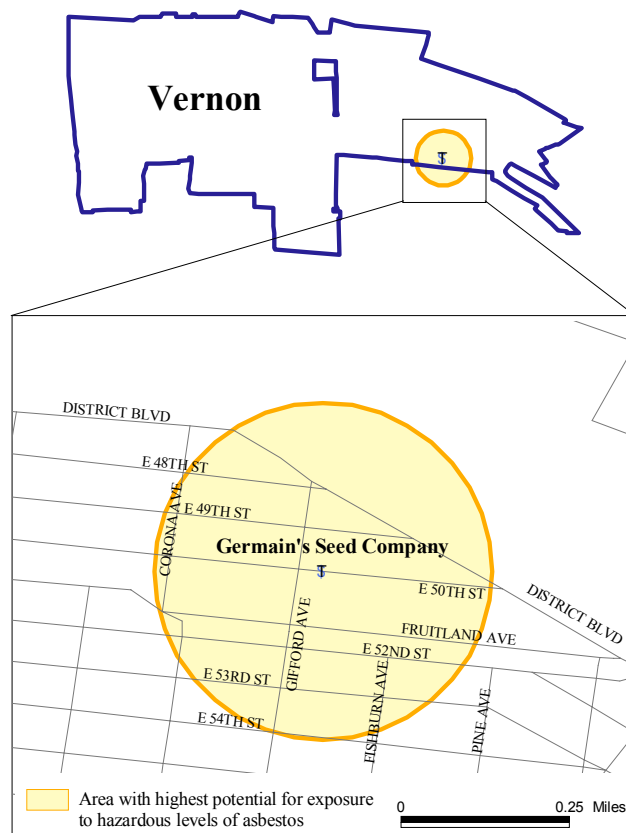 Vernon
DISTRICT BLVD
E 48TH ST
CORONA AVE
E 49TH ST
Germain's Seed Company
E 50TH ST
DISTRICT BLVD
GIFFORD AVE
FRUITLAND AVE
E 52ND ST
E 53RD ST
FISHBURN AVE
PINE AVE
E 54TH ST
Area with highest potential for exposure
to hazardous levels of asbestos
0 0.25 Miles